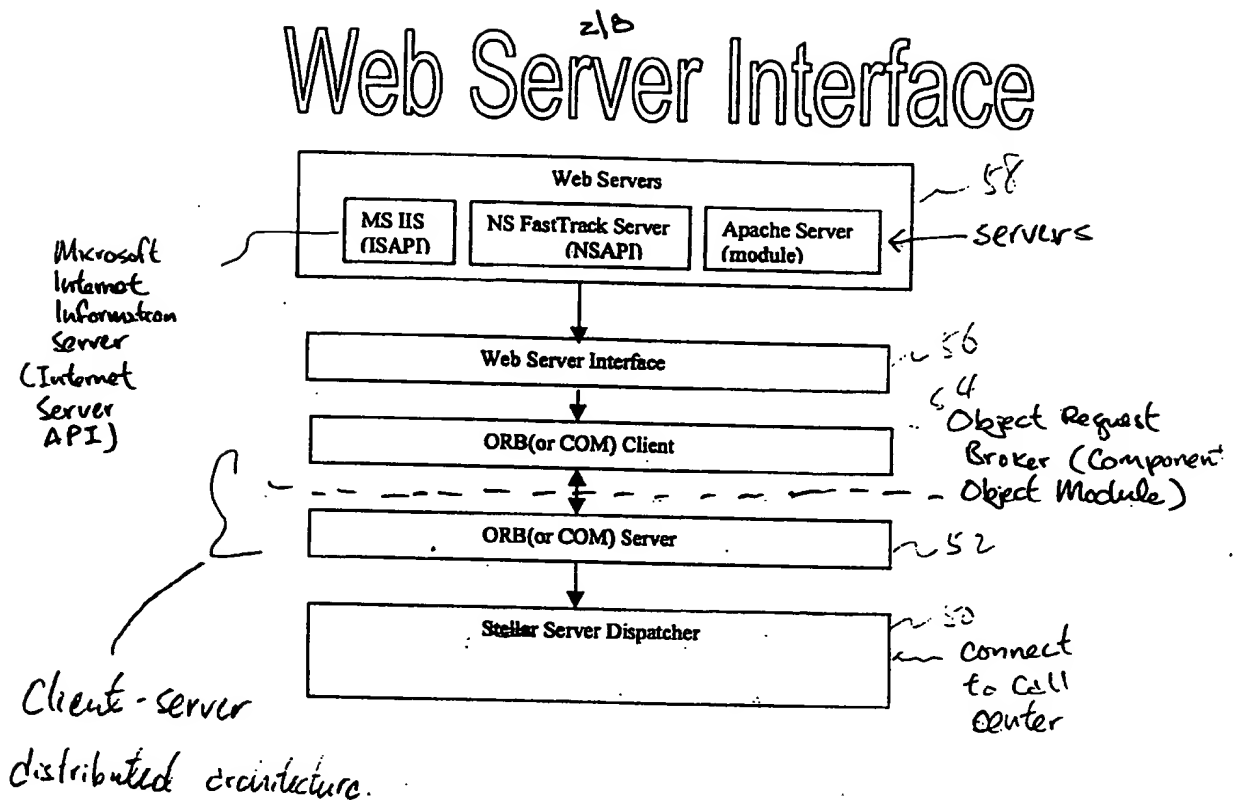 2/8
Web Server Interface
Web Servers
58
MS IIS
(ISAPI)
NS FastTrack Server
(NSAPI)
Apache Server
(module)
servers
Microsoft
Internet
Information
Server
(Internet
Server
API)
Web Server Interface
56
54
ORB(or COM) Client
Object Request
Broker (Component
Object Module)
ORB(or COM) Server
52
Stellar Server Dispatcher
50
connect
to call
center
Client-server
distributed architecture.